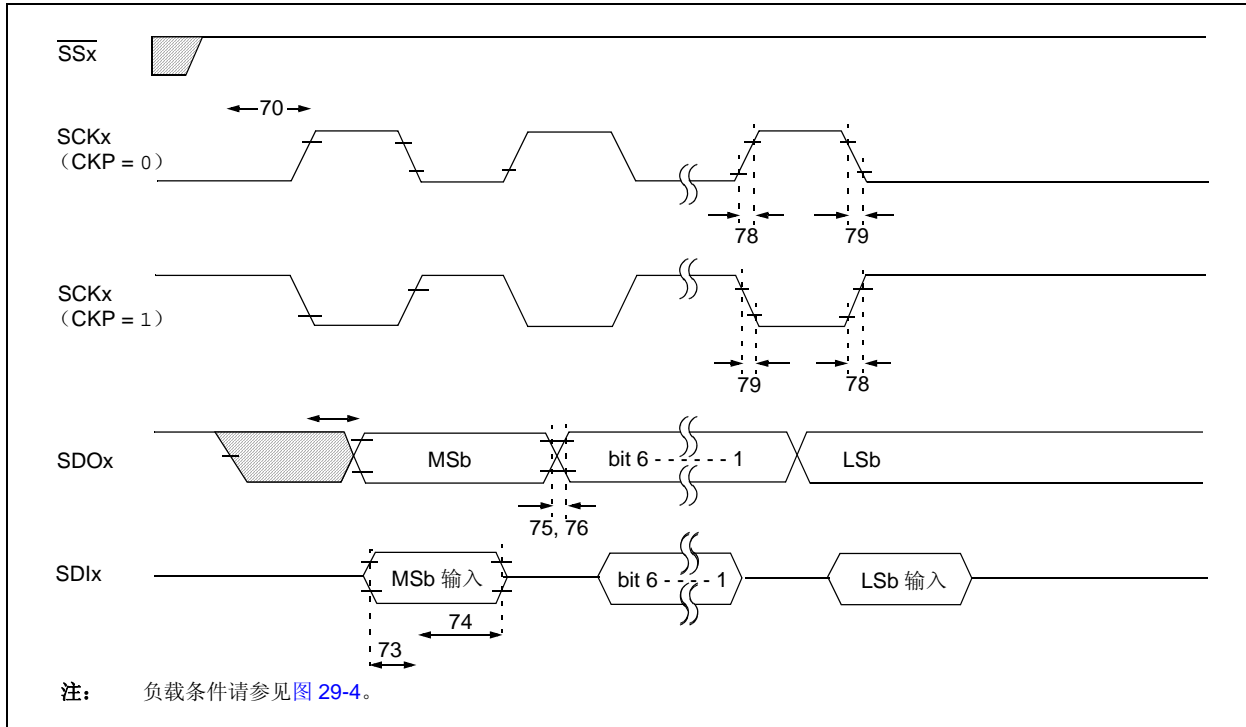 SSx
70
SCKx
（CKP = 0）
78
79
SCKx
（CKP = 1）
79
78
SDOx
MSb
bit 6 - - - - - - 1
LSb
75, 76
SDIx
MSb 输入
bit 6 - - - - 1
LSb 输入
74
73
注： 负载条件请参见图 29-4。